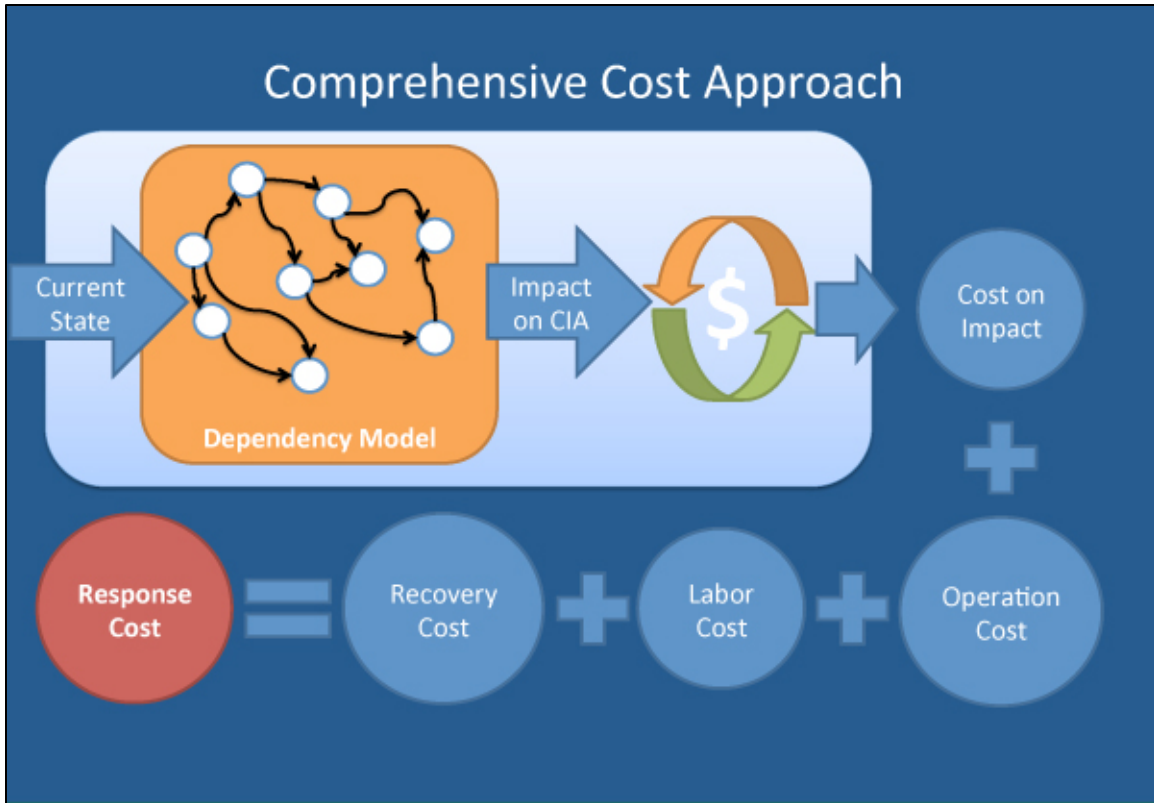 Comprehensive Cost Approach
Current
State
Dependency Model
Impact
on CIA
$
Cost on
Impact
Response
Cost
Recovery
Cost
Labor
Cost
Operation
Cost